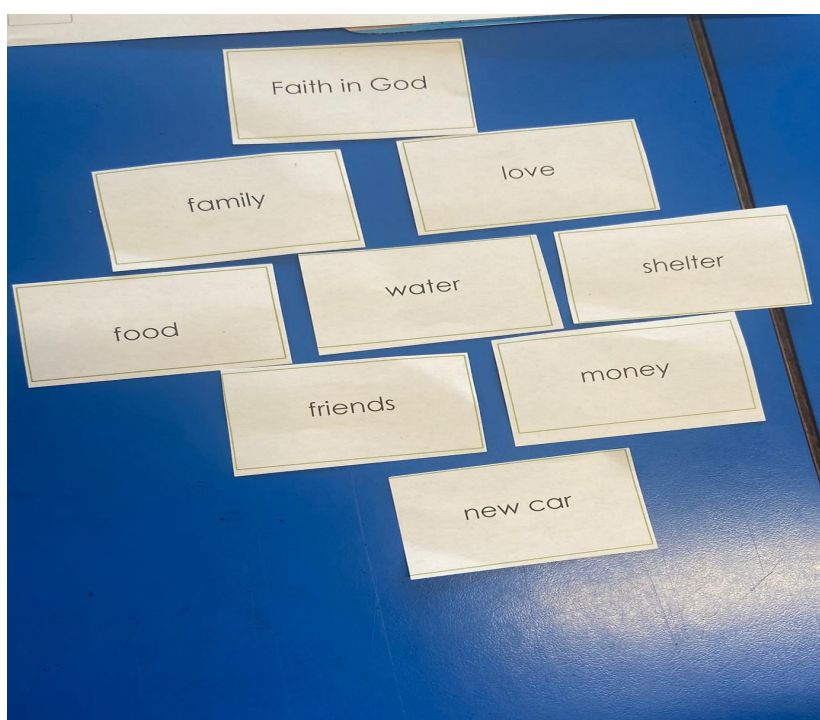 Faith in God
family
love
food
water
shelter
friends
money
new car